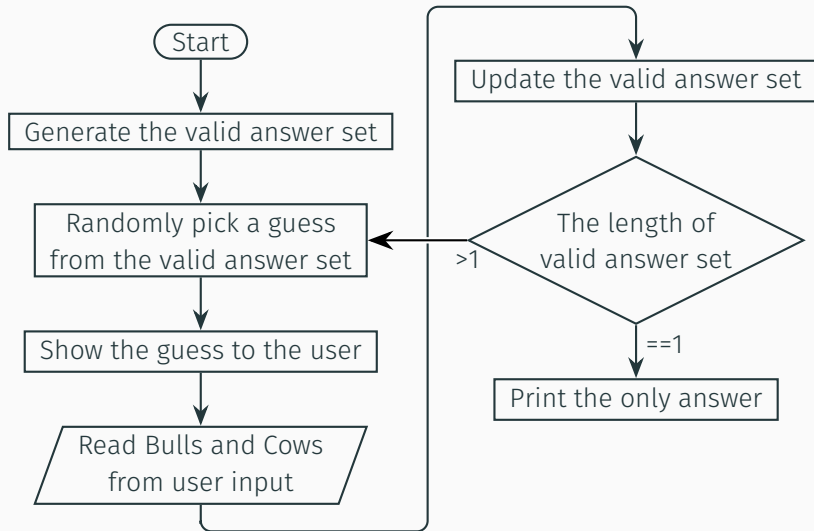 Start
Generate the valid answer set
Randomly pick a guess
from the valid answer set
Show the guess to the user
Read Bulls and Cows
from user input
Update the valid answer set
The length of
valid answer set
>1
==1
Print the only answer